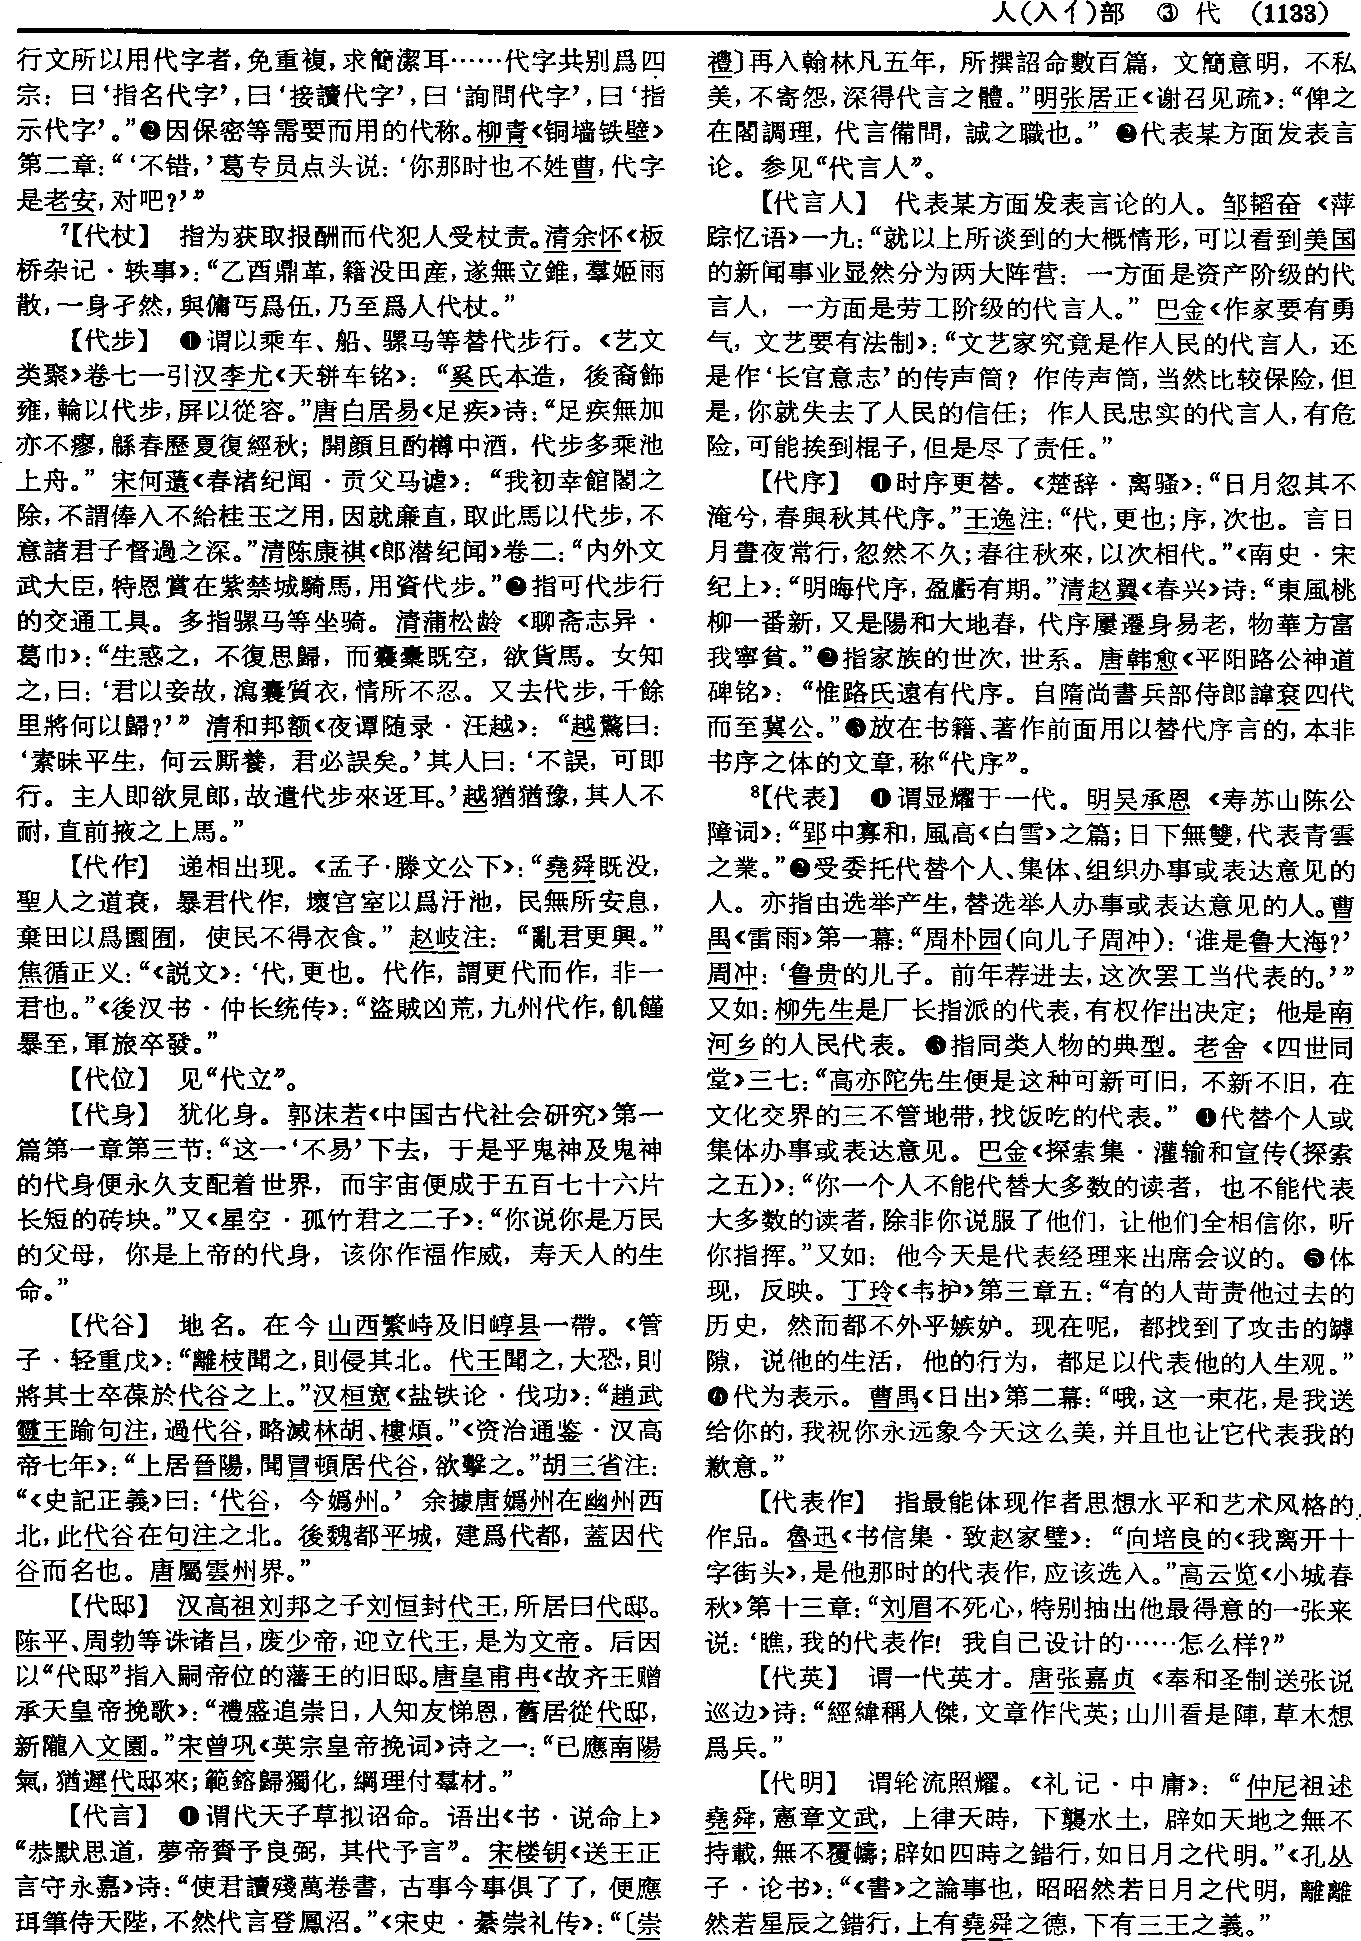 人(入亻)部　③　代　(1133)
行文所以用代字者,免重複,求簡潔耳……代字共别爲四
宗：曰‘指名代字’,曰‘接讀代字’,曰‘詢問代字’,曰‘指
示代字’。”❷因保密等需要而用的代称。柳青《铜墙铁壁》
第二章：“‘不错,’葛专员点头说：‘你那时也不姓曹,代字
是老安,对吧?’”
⁷【代杖】　指为获取报酬而代犯人受杖责。清余怀《板
桥杂记·轶事》：“乙酉鼎革,籍没田産,遂無立錐,羣姬雨
散,一身孑然,與傭丐爲伍,乃至爲人代杖。”
【代步】　❶谓以乘车、船、骡马等替代步行。《艺文
类聚》卷七一引汉李尤《天軿车铭》：“奚氏本造，後裔飾
雍,輪以代步,屏以從容。”唐白居易《足疾》诗：“足疾無加
亦不瘳,緜春歷夏復經秋；開顔且酌樽中酒，代步多乘池
上舟。”宋何薳《春渚纪闻·贡父马谑》：“我初幸館閣之
除,不謂俸入不給桂玉之用,因就廉直,取此馬以代步,不
意諸君子督過之深。”清陈康祺《郎潜纪闻》卷二：“内外文
武大臣,特恩賞在紫禁城騎馬,用資代步。”❷指可代步行
的交通工具。多指骡马等坐骑。清蒲松龄《聊斋志异·
葛巾》：“生惑之，不復思歸，而囊橐既空，欲貨馬。女知
之,曰：‘君以妾故,瀉囊質衣,情所不忍。又去代步,千餘
里將何以歸?’”清和邦额《夜谭随录·汪越》：“越驚曰：
‘素昧平生，何云厮養，君必誤矣。’其人曰：‘不誤，可即
行。主人即欲見郎,故遣代步來迓耳。’越猶猶豫,其人不
耐,直前掖之上馬。”
【代作】　递相出现。《孟子·滕文公下》：“堯舜既没,
聖人之道衰，暴君代作，壞宫室以爲汙池，民無所安息，
棄田以爲園囿，使民不得衣食。”赵岐注：“亂君更興。”
焦循正义：“《説文》：‘代,更也。代作，謂更代而作，非一
君也。”《後汉书·仲长统传》：“盗賊凶荒,九州代作,飢饉
暴至,軍旅卒發。”
【代位】　见“代立”。
【代身】　犹化身。郭沫若《中国古代社会研究》第一
篇第一章第三节：“这一‘不易’下去，于是乎鬼神及鬼神
的代身便永久支配着世界，而宇宙便成于五百七十六片
长短的砖块。”又《星空·孤竹君之二子》：“你说你是万民
的父母，你是上帝的代身，该你作福作威，寿夭人的生
命。”
【代谷】　地名。在今山西繁峙及旧崞县一带。《管
子·轻重戊》：“離枝聞之,則侵其北。代王聞之,大恐,則
將其士卒葆於代谷之上。”汉桓宽《盐铁论·伐功》：“趙武
靈王踰句注,過代谷,略滅林胡、樓煩。”《资治通鉴·汉高
帝七年》：“上居晉陽,聞冒頓居代谷,欲擊之。”胡三省注：
“《史記正義》曰：‘代谷，今嬀州。’余據唐嬀州在幽州西
北,此代谷在句注之北。後魏都平城，建爲代都，蓋因代
谷而名也。唐屬雲州界。”
【代邸】　汉高祖刘邦之子刘恒封代王,所居曰代邸。
陈平、周勃等诛诸吕,废少帝,迎立代王,是为文帝。后因
以“代邸”指入嗣帝位的藩王的旧邸。唐皇甫冉《故齐王赠
承天皇帝挽歌》：“禮盛追崇日,人知友悌恩,舊居從代邸,
新隴入文園。”宋曾巩《英宗皇帝挽词》诗之一：“已應南陽
氣,猶遲代邸來；範鎔歸獨化,綱理付羣材。”
【代言】　❶谓代天子草拟诏命。语出《书·说命上》
“恭默思道，夢帝賚予良弼，其代予言”。宋楼钥《送王正
言守永嘉》诗：“使君讀殘萬卷書，古事今事俱了了，便應
珥筆侍天陛,不然代言登鳳沼。”《宋史·綦崇礼传》：“〔崇
禮〕再入翰林凡五年，所撰詔命數百篇，文簡意明，不私
美,不寄怨,深得代言之體。”明张居正《谢召见疏》：“俾之
在閣調理，代言備問，誠之職也。”❷代表某方面发表言
论。参见“代言人”。
【代言人】　代表某方面发表言论的人。邹韬奋《萍
踪忆语》一九：“就以上所谈到的大概情形,可以看到美国
的新闻事业显然分为两大阵营：一方面是资产阶级的代
言人，一方面是劳工阶级的代言人。”巴金《作家要有勇
气，文艺要有法制》：“文艺家究竟是作人民的代言人，还
是作‘长官意志’的传声筒？作传声筒,当然比较保险,但
是,你就失去了人民的信任；作人民忠实的代言人,有危
险,可能挨到棍子,但是尽了责任。”
【代序】　❶时序更替。《楚辞·离骚》：“日月忽其不
淹兮,春與秋其代序。”王逸注：“代,更也；序,次也。言日
月晝夜常行,忽然不久；春往秋來,以次相代。”《南史·宋
纪上》：“明晦代序,盈虧有期。”清赵翼《春兴》诗：“東風桃
柳一番新,又是陽和大地春，代序屢遷身易老，物華方富
我寧貧。”❷指家族的世次,世系。唐韩愈《平阳路公神道
碑铭》：“惟路氏遠有代序。自隋尚書兵部侍郎諱袞四代
而至冀公。”❸放在书籍、著作前面用以替代序言的,本非
书序之体的文章,称“代序”。
⁸【代表】　❶谓显耀于一代。明吴承恩《寿苏山陈公
障词》：“郢中寡和,風高《白雪》之篇；日下無雙,代表青雲
之業。”❷受委托代替个人、集体、组织办事或表达意见的
人。亦指由选举产生,替选举人办事或表达意见的人。曹
禺《雷雨》第一幕：“周朴园(向儿子周冲)：‘谁是鲁大海?’
周冲：‘鲁贵的儿子。前年荐进去,这次罢工当代表的。’”
又如：柳先生是厂长指派的代表,有权作出决定；他是南
河乡的人民代表。❸指同类人物的典型。老舍《四世同
堂》三七：“高亦陀先生便是这种可新可旧，不新不旧，在
文化交界的三不管地带,找饭吃的代表。”❹代替个人或
集体办事或表达意见。巴金《探索集·灌输和宣传(探索
之五)》：“你一个人不能代替大多数的读者，也不能代表
大多数的读者,除非你说服了他们，让他们全相信你，听
你指挥。”又如：他今天是代表经理来出席会议的。❺体
现，反映。丁玲《韦护》第三章五：“有的人苛责他过去的
历史，然而都不外乎嫉妒。现在呢，都找到了攻击的罅
隙，说他的生活，他的行为，都足以代表他的人生观。”
❻代为表示。曹禺《日出》第二幕：“哦,这一束花,是我送
给你的,我祝你永远象今天这么美,并且也让它代表我的
歉意。”
【代表作】　指最能体现作者思想水平和艺术风格的
作品。魯迅《书信集·致赵家璧》：“向培良的《我离开十
字街头》,是他那时的代表作,应该选入。”高云览《小城春
秋》第十三章：“刘眉不死心,特别抽出他最得意的一张来
说：‘瞧,我的代表作！我自己设计的……怎么样?”
【代英】　谓一代英才。唐张嘉贞《奉和圣制送张说
巡边》诗：“經緯稱人傑,文章作代英；山川看是陣,草木想
爲兵。”
【代明】　谓轮流照耀。《礼记·中庸》：“仲尼祖述
堯舜,憲章文武，上律天時，下襲水土，辟如天地之無不
持載,無不覆幬；辟如四時之錯行,如日月之代明。”《孔丛
子·论书》：“《書》之論事也，昭昭然若日月之代明，離離
然若星辰之錯行,上有堯舜之德,下有三王之義。”